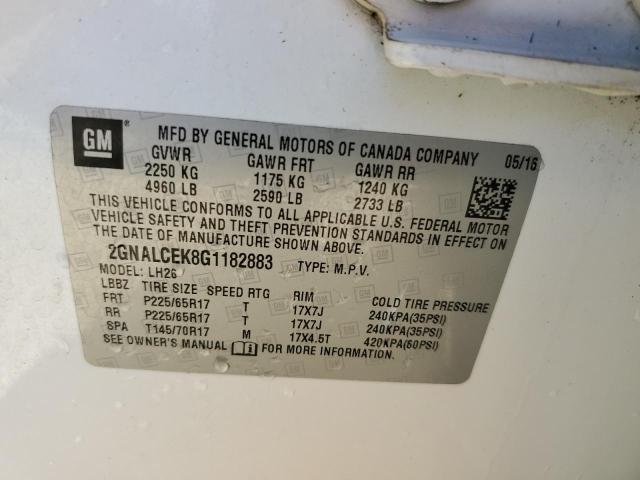 GM
MFD BY GENERAL MOTORS OF CANADA COMPANY 05/16
GVWR GAWR FRT GAWR RR
2250 KG 1175 KG 1240 KG
4960 LB 2590 LB 2733 LB
THIS VEHICLE CONFORMS TO ALL APPLICABLE U.S. FEDERAL MOTOR
VEHICLE SAFETY AND THEFT PREVENTION STANDARDS IN EFFECT ON
THE DATE OF MANUFACTURE SHOWN ABOVE.
2GNALCEK8G1182883 TYPE: M.P.V.
MODEL: LH26
LBBZ TIRE SIZE SPEED RTG RIM COLD TIRE PRESSURE
FRT P225/65R17 T 17X7J 240KPA(35PSI)
RR P225/65R17 T 17X7J 240KPA(35PSI)
SPA T145/70R17 M 17X4.5T 420KPA(60PSI)
SEE OWNER'S MANUAL FOR MORE INFORMATION.